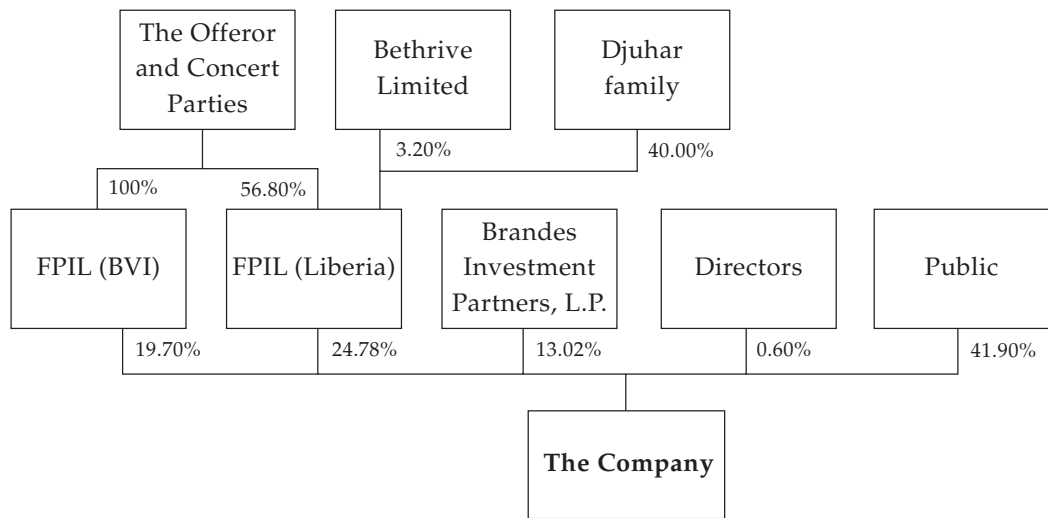 The Offeror
and Concert
Parties
Bethrive
Limited
Djuhar
family
3.20%
40.00%
100%
56.80%
FPIL (BVI)
FPIL (Liberia)
Brandes
Investment
Partners, L.P.
Directors
Public
19.70%
24.78%
13.02%
0.60%
41.90%
The Company